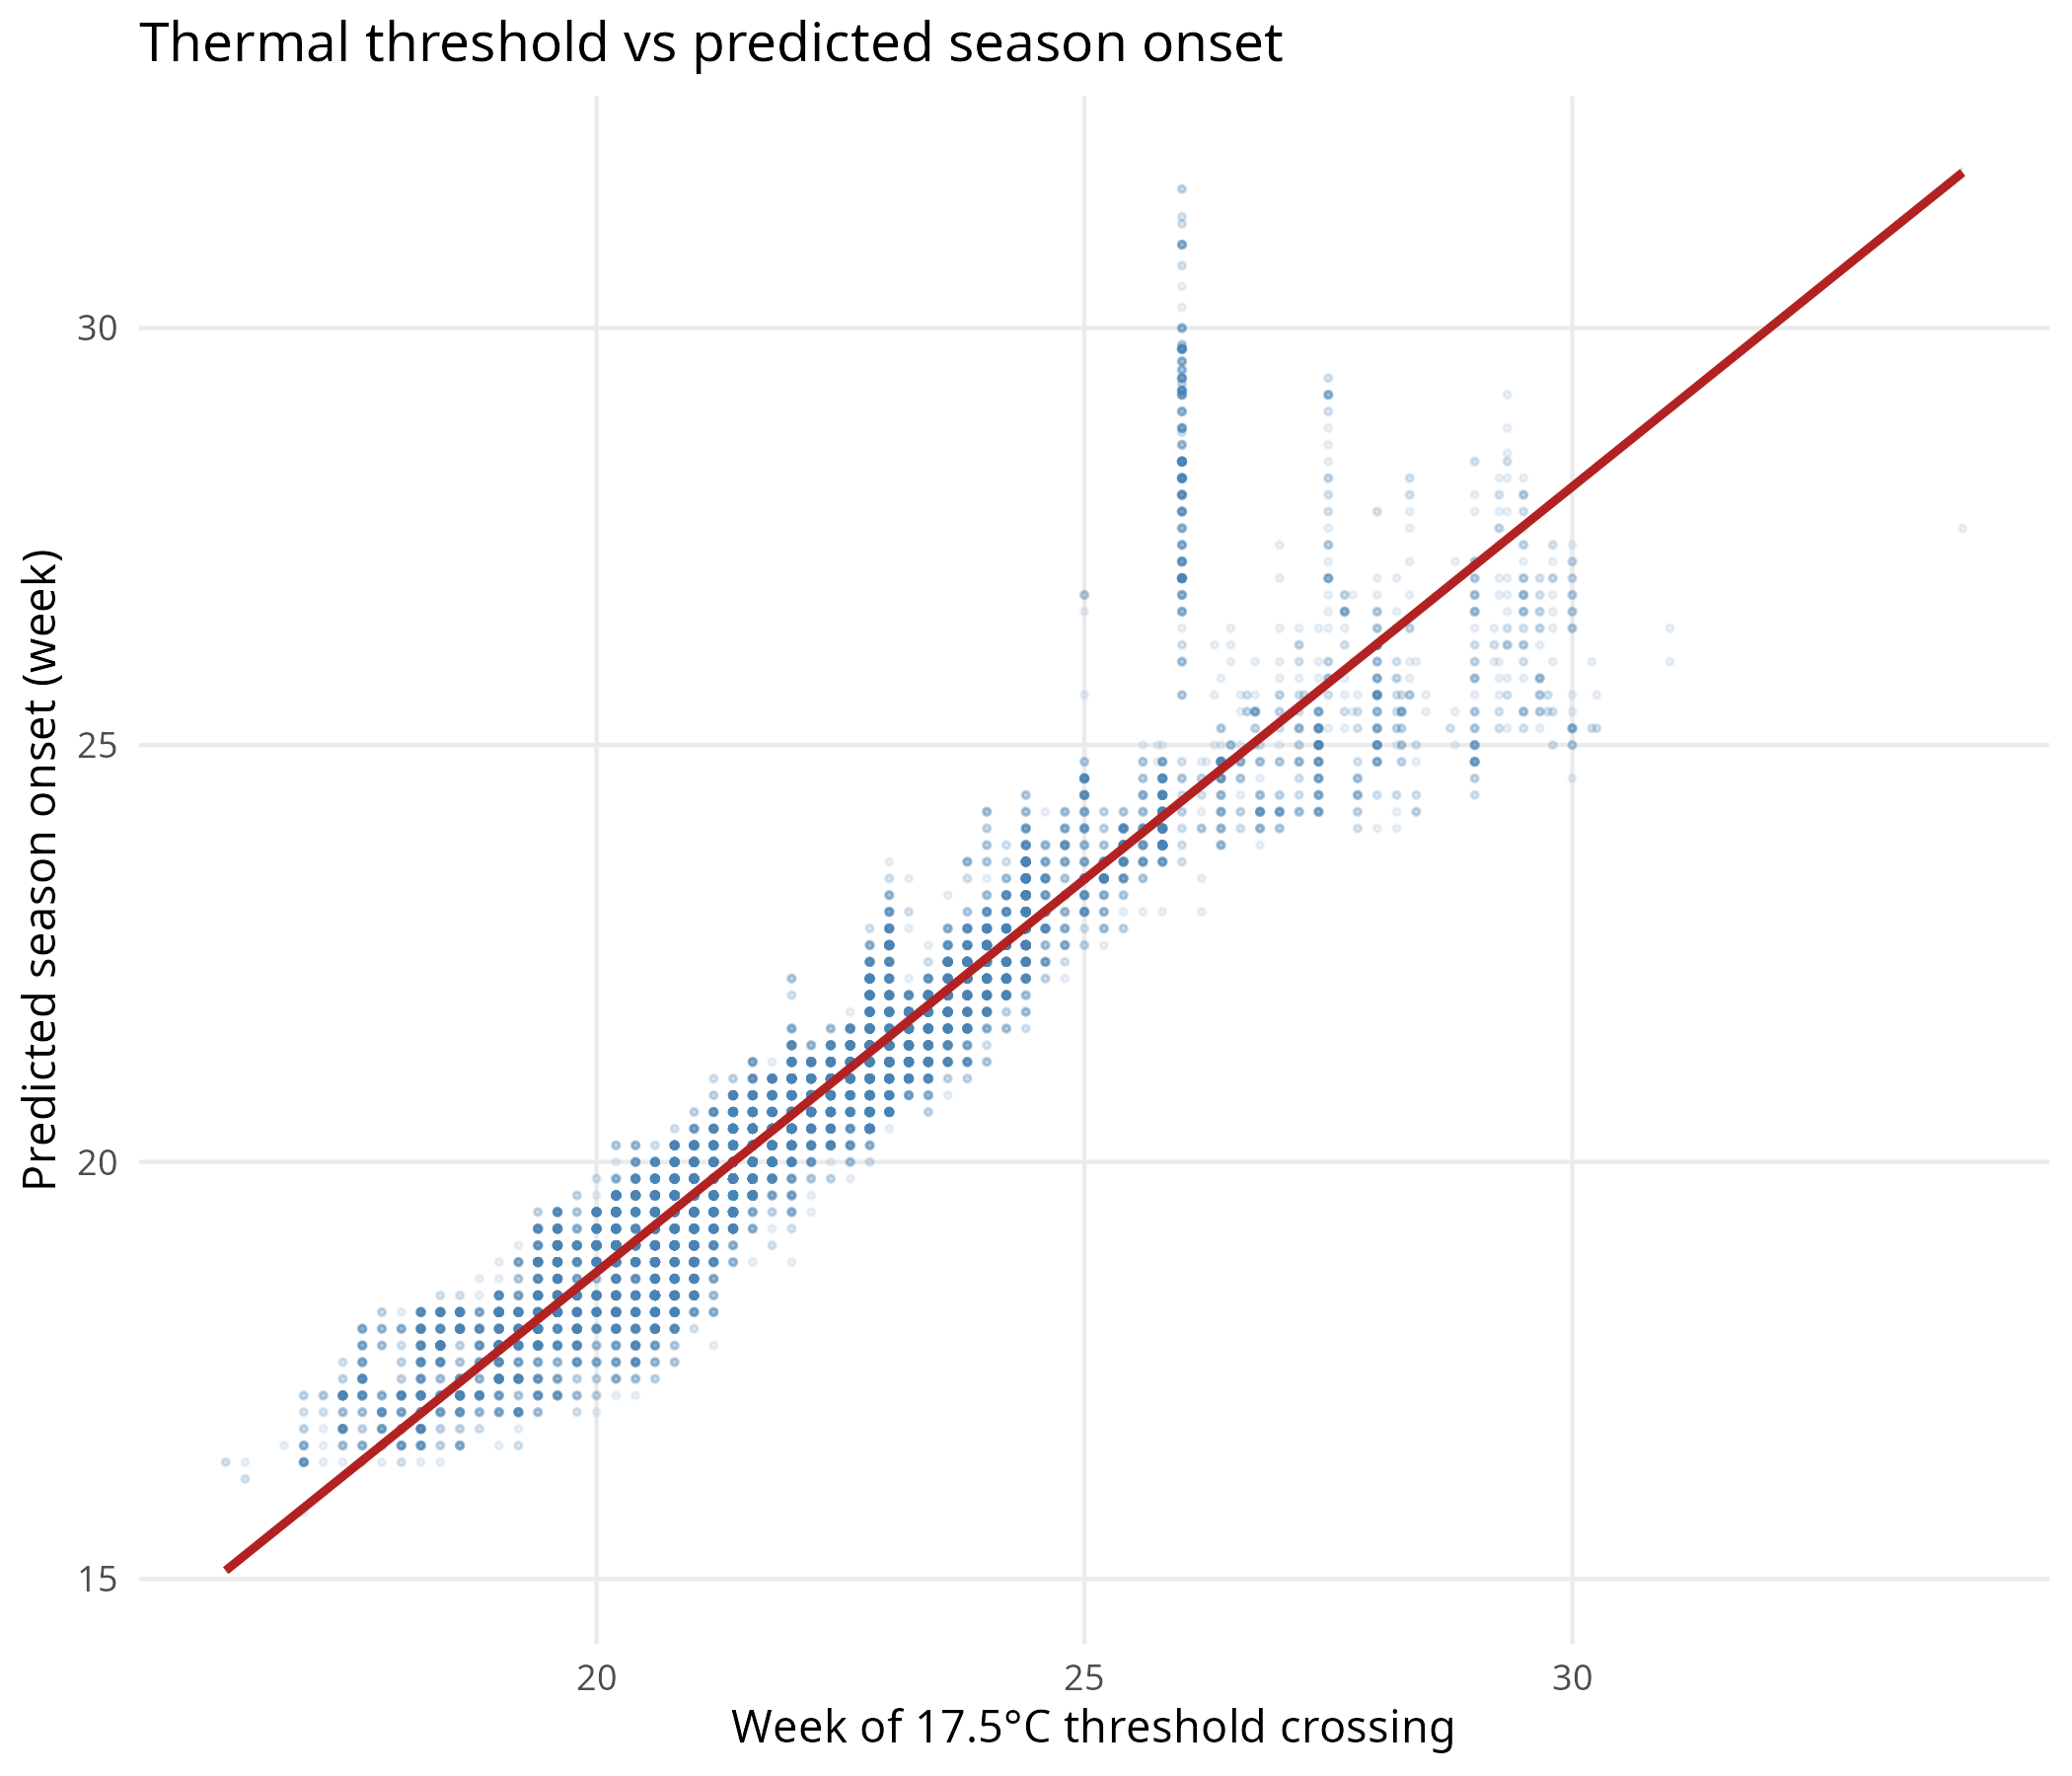 Thermal threshold vs predicted season onset
Predicted season onset (week)
30
25
20
15
20
25
30
Week of 17.5°C threshold crossing